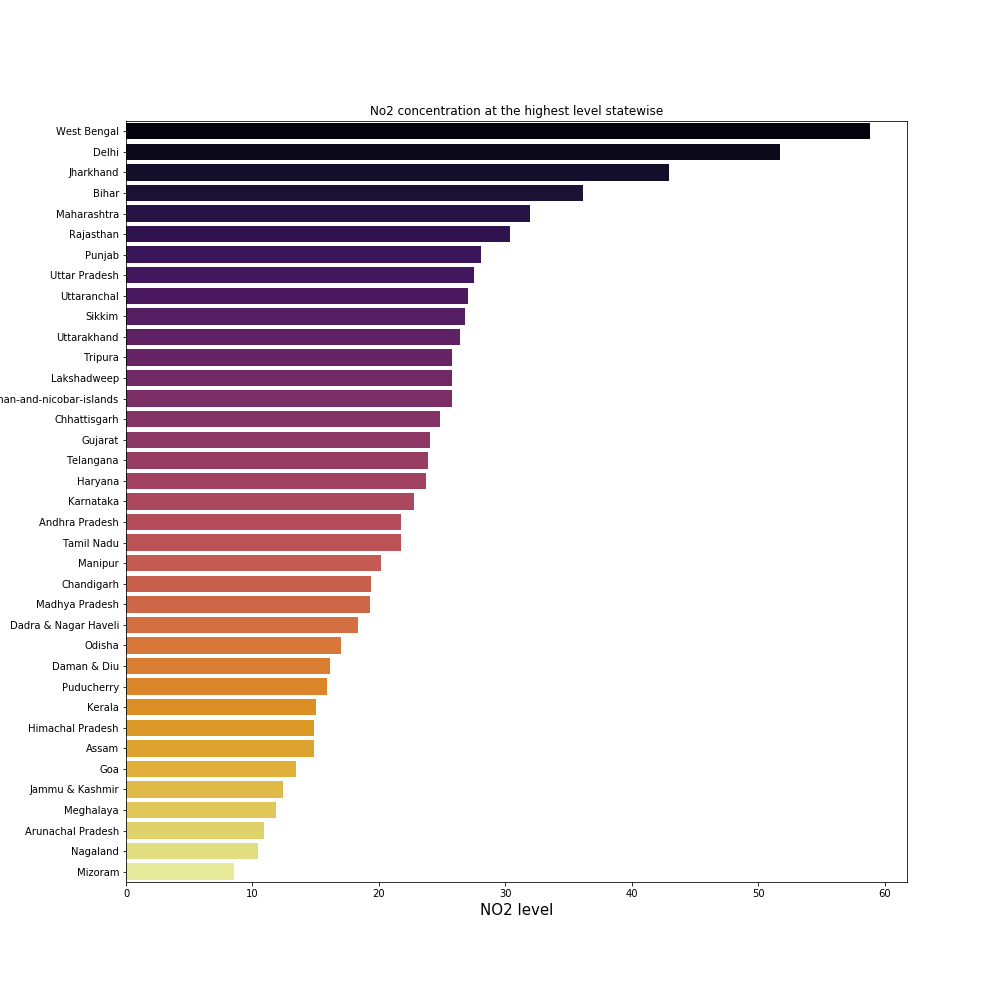 No2 concentration at the highest level statewise
West Bengal
Delhi
Jharkhand
Bihar
Maharashtra
Rajasthan
Punjab
Uttar Pradesh
Uttaranchal
Sikkim
Uttarakhand
Tripura
Lakshadweep
nan-and-nicobar-islands
Chhattisgarh
Gujarat
Telangana
Haryana
Karnataka
Andhra Pradesh
Tamil Nadu
Manipur
Chandigarh
Madhya Pradesh
Dadra & Nagar Haveli
Odisha
Daman & Diu
Puducherry
Kerala
Himachal Pradesh
Assam
Goa
Jammu & Kashmir
Meghalaya
Arunachal Pradesh
Nagaland
Mizoram
0 10 20 30 40 50 60
NO2 level